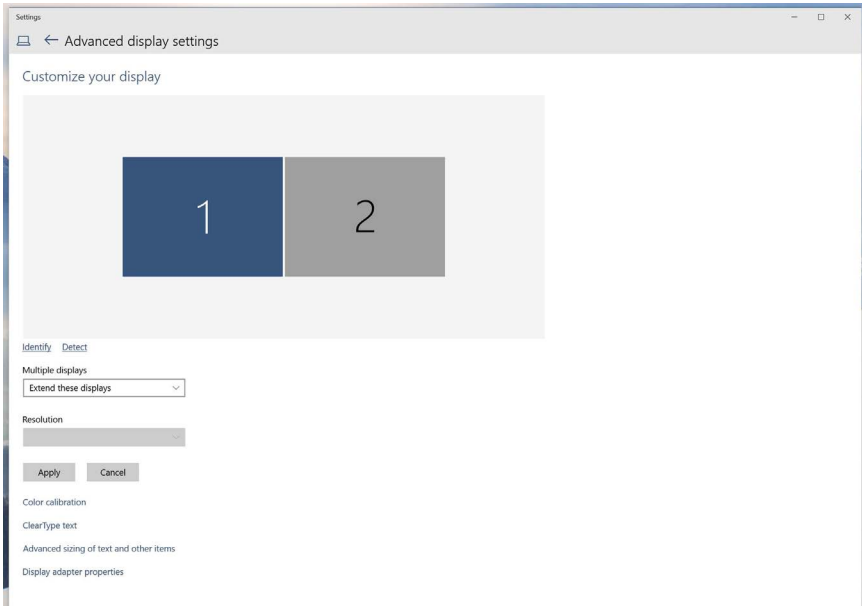 Settings
Advanced display settings
Customize your display
1 2
Identify Detect
Multiple displays
Extend these displays
Resolution
Apply Cancel
Color calibration
ClearType text
Advanced sizing of text and other items
Display adapter properties